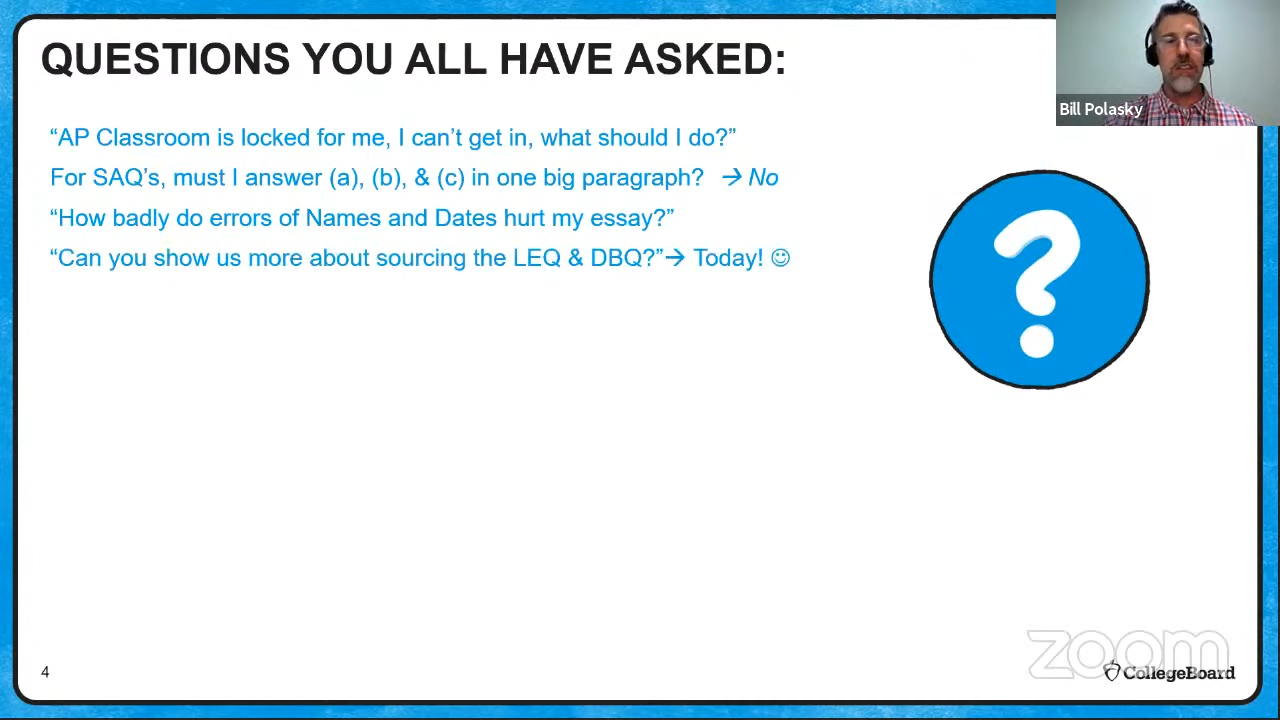 QUESTIONS YOU ALL HAVE ASKED:
Bill Polasky
“AP Classroom is locked for me, I can’t get in, what should I do?”
For SAQ’s, must I answer (a), (b), & (c) in one big paragraph? → No
“How badly do errors of Names and Dates hurt my essay?”
“Can you show us more about sourcing the LEQ & DBQ?”→ Today! ☺
?
zoom
4
CollegeBoard